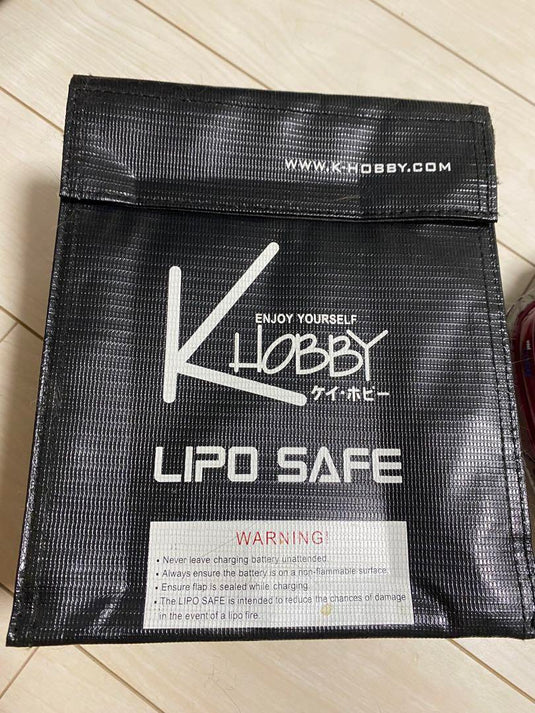 WWW.K-HOBBY.COM
ENJOY YOURSELF
K HOBBY
ケイ・ホビー
LIPO SAFE
WARNING!
• Never leave charging battery unattended.
• Always ensure the battery is on a non-flammable surface.
• Ensure flap is sealed while charging.
• The LIPO SAFE is intended to reduce the chances of damage
in the event of a lipo fire.